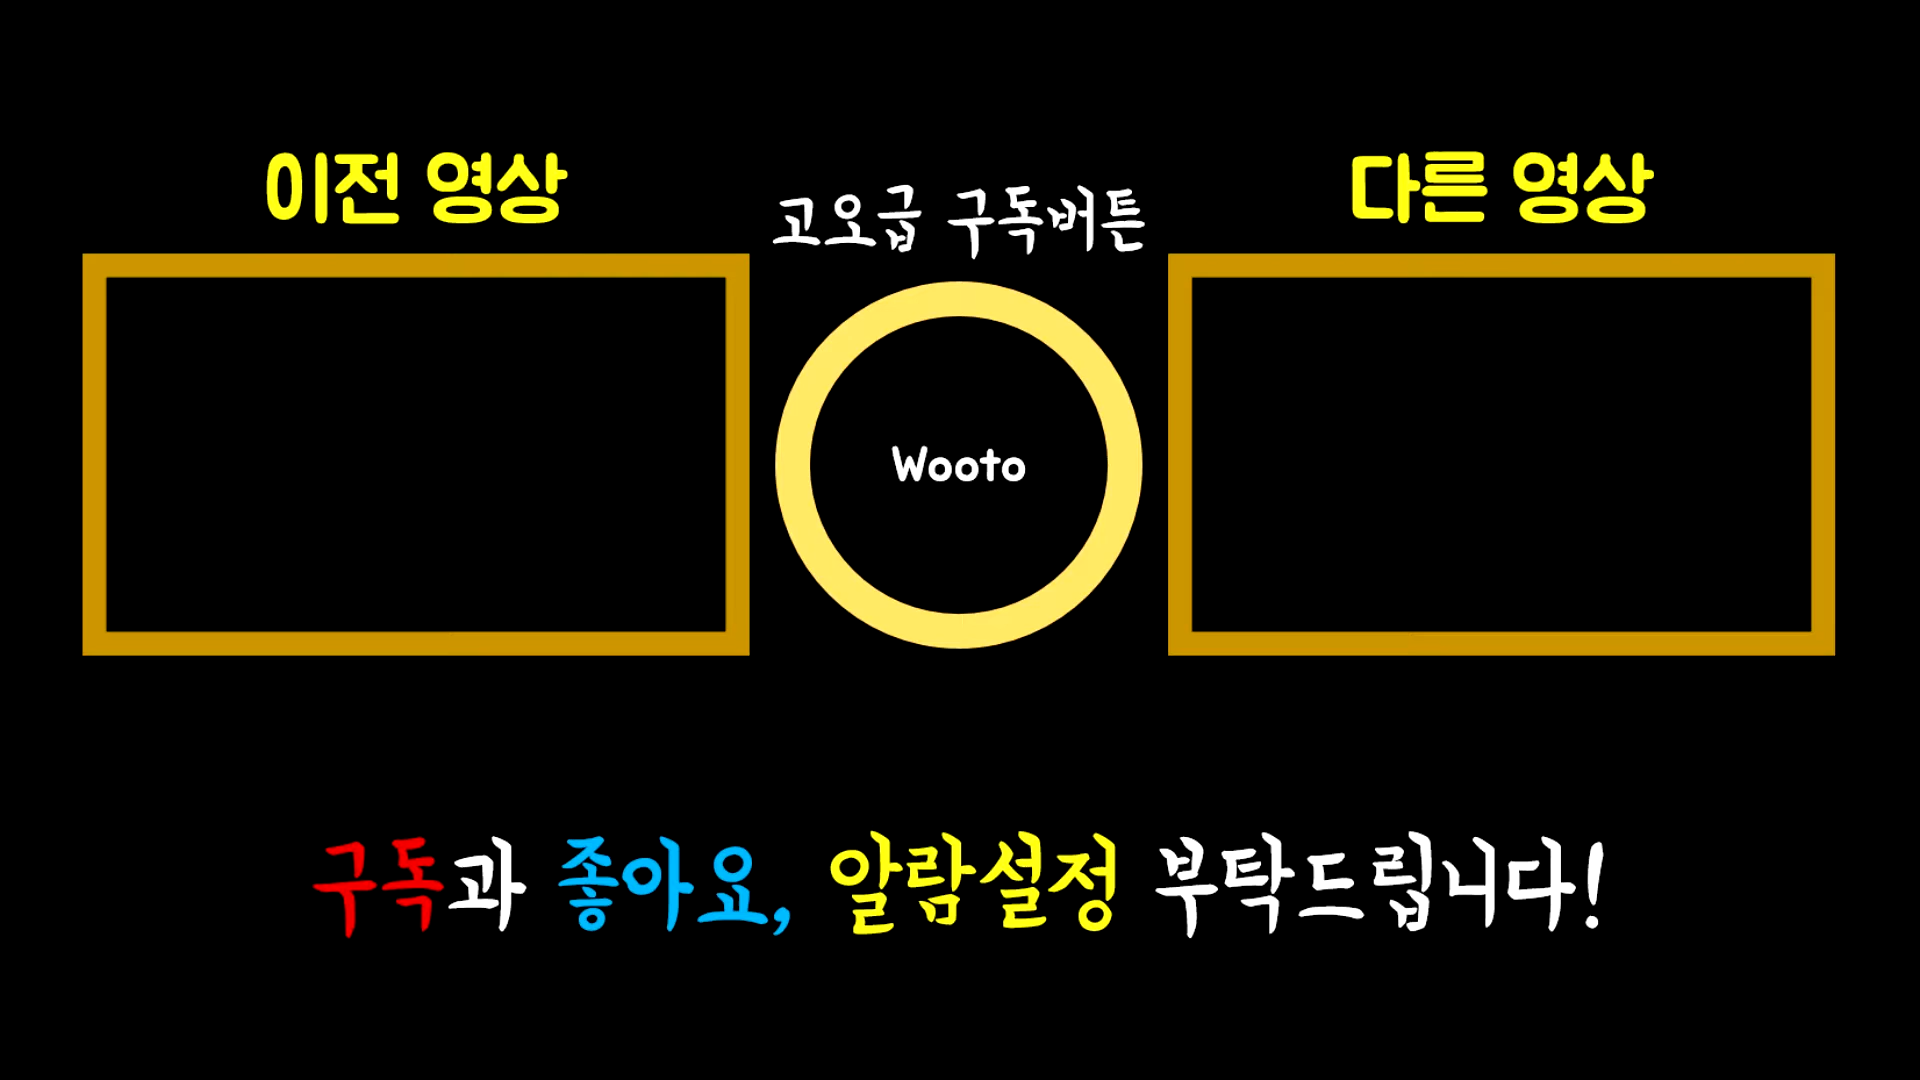 이전 영상
고오급 구독버튼
다른 영상
Wooto
구독과 좋아요, 알람설정 부탁드립니다!